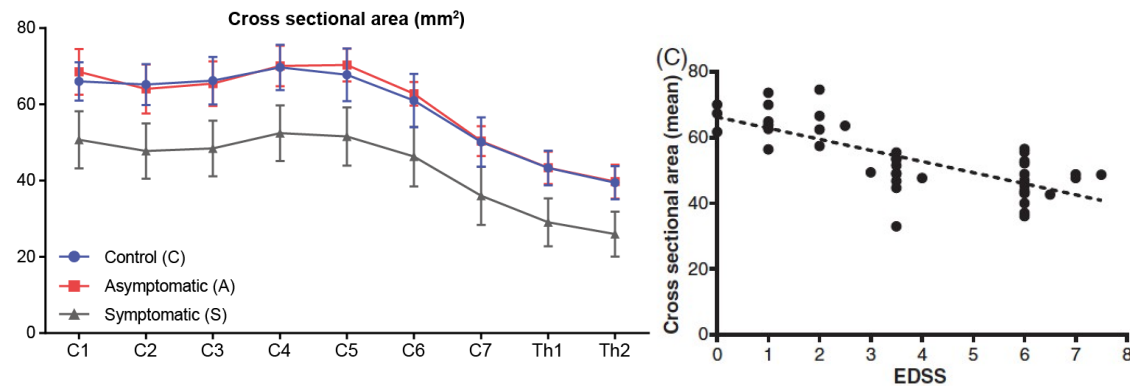 Cross sectional area (mm²)
80
60
40
20
0
Control (C)
Asymptomatic (A)
Symptomatic (S)
C1 C2 C3 C4 C5 C6 C7 Th1 Th2
(C)
Cross sectional area (mean)
80
60
40
20
0
0 1 2 3 4 5 6 7 8
EDSS